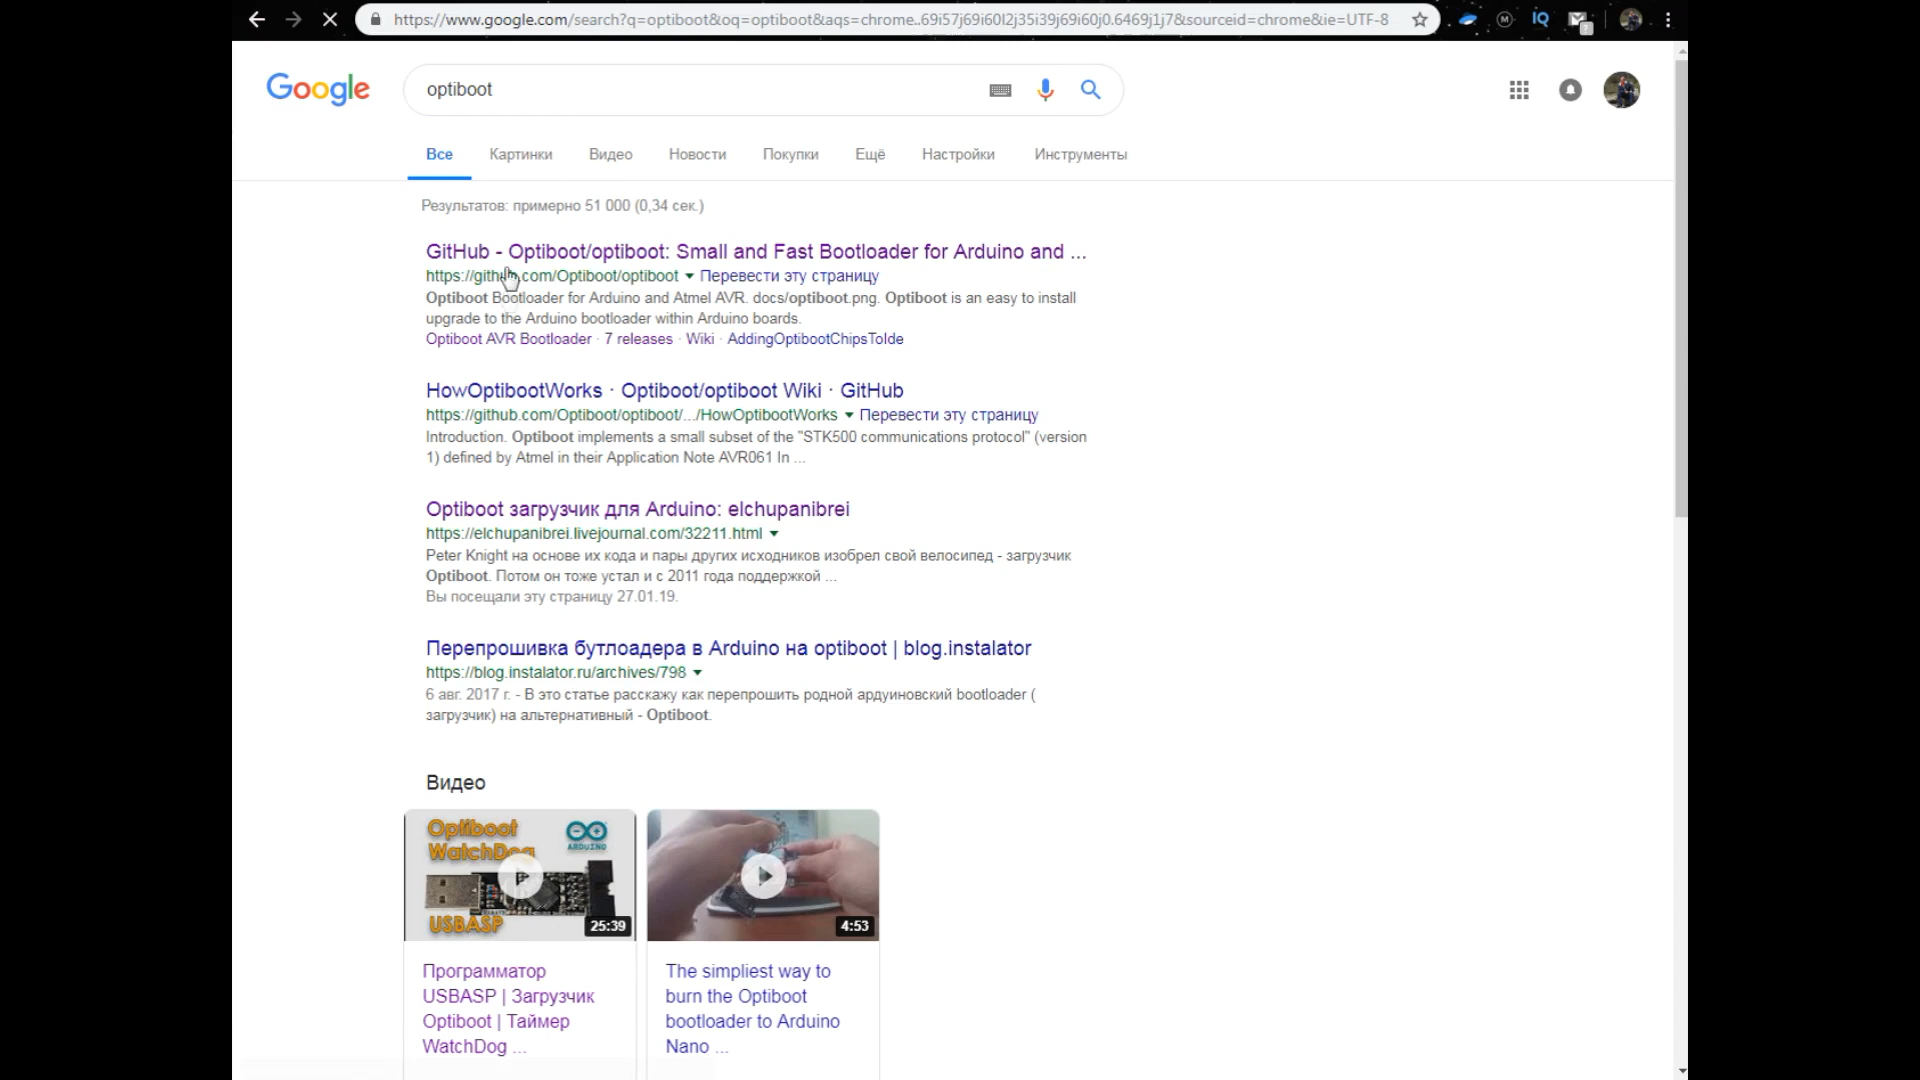 https://www.google.com/search?q=optiboot&oq=optiboot&aqs=chrome..69i57j69i60l2j35i39j69i60j0.6469j1j7&sourceid=chrome&ie=UTF-8
IQ
Google
optiboot
Все Картинки Видео Новости Покупки Ещё Настройки Инструменты
Результатов: примерно 51 000 (0,34 сек.)
GitHub - Optiboot/optiboot: Small and Fast Bootloader for Arduino and ...
https://github.com/Optiboot/optiboot Перевести эту страницу
Optiboot Bootloader for Arduino and Atmel AVR. docs/optiboot.png. Optiboot is an easy to install
upgrade to the Arduino bootloader within Arduino boards.
Optiboot AVR Bootloader · 7 releases · Wiki · AddingOptibootChipsToIde
HowOptibootWorks · Optiboot/optiboot Wiki · GitHub
https://github.com/Optiboot/optiboot/.../HowOptibootWorks Перевести эту страницу
Introduction. Optiboot implements a small subset of the "STK500 communications protocol" (version
1) defined by Atmel in their Application Note AVR061 In ...
Optiboot загрузчик для Arduino: elchupanibrei
https://elchupanibrei.livejournal.com/32211.html
Peter Knight на основе их кода и пары других исходников изобрел свой велосипед - загрузчик
Optiboot. Потом он тоже устал и с 2011 года поддержкой ...
Вы посещали эту страницу 27.01.19.
Перепрошивка бутлоадера в Arduino на optiboot | blog.instalator
https://blog.instalator.ru/archives/798
6 авг. 2017 г. - В это статье расскажу как перепрошить родной ардуиновский bootloader (
загрузчик) на альтернативный - Optiboot.
Видео
Optiboot
WatchDog
ARDUINO
USBASP
25:39
4:53
Программатор
USBASP | Загрузчик
Optiboot | Таймер
WatchDog ...
The simpliest way to
burn the Optiboot
bootloader to Arduino
Nano ...